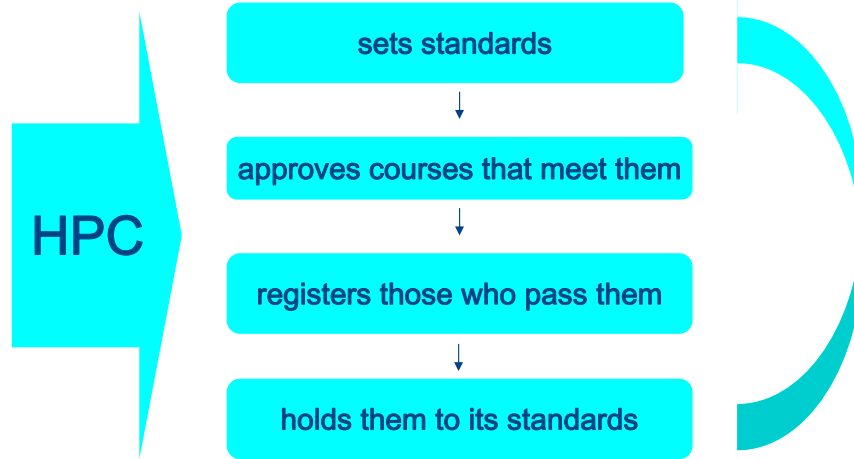 HPC
sets standards
approves courses that meet them
registers those who pass them
holds them to its standards